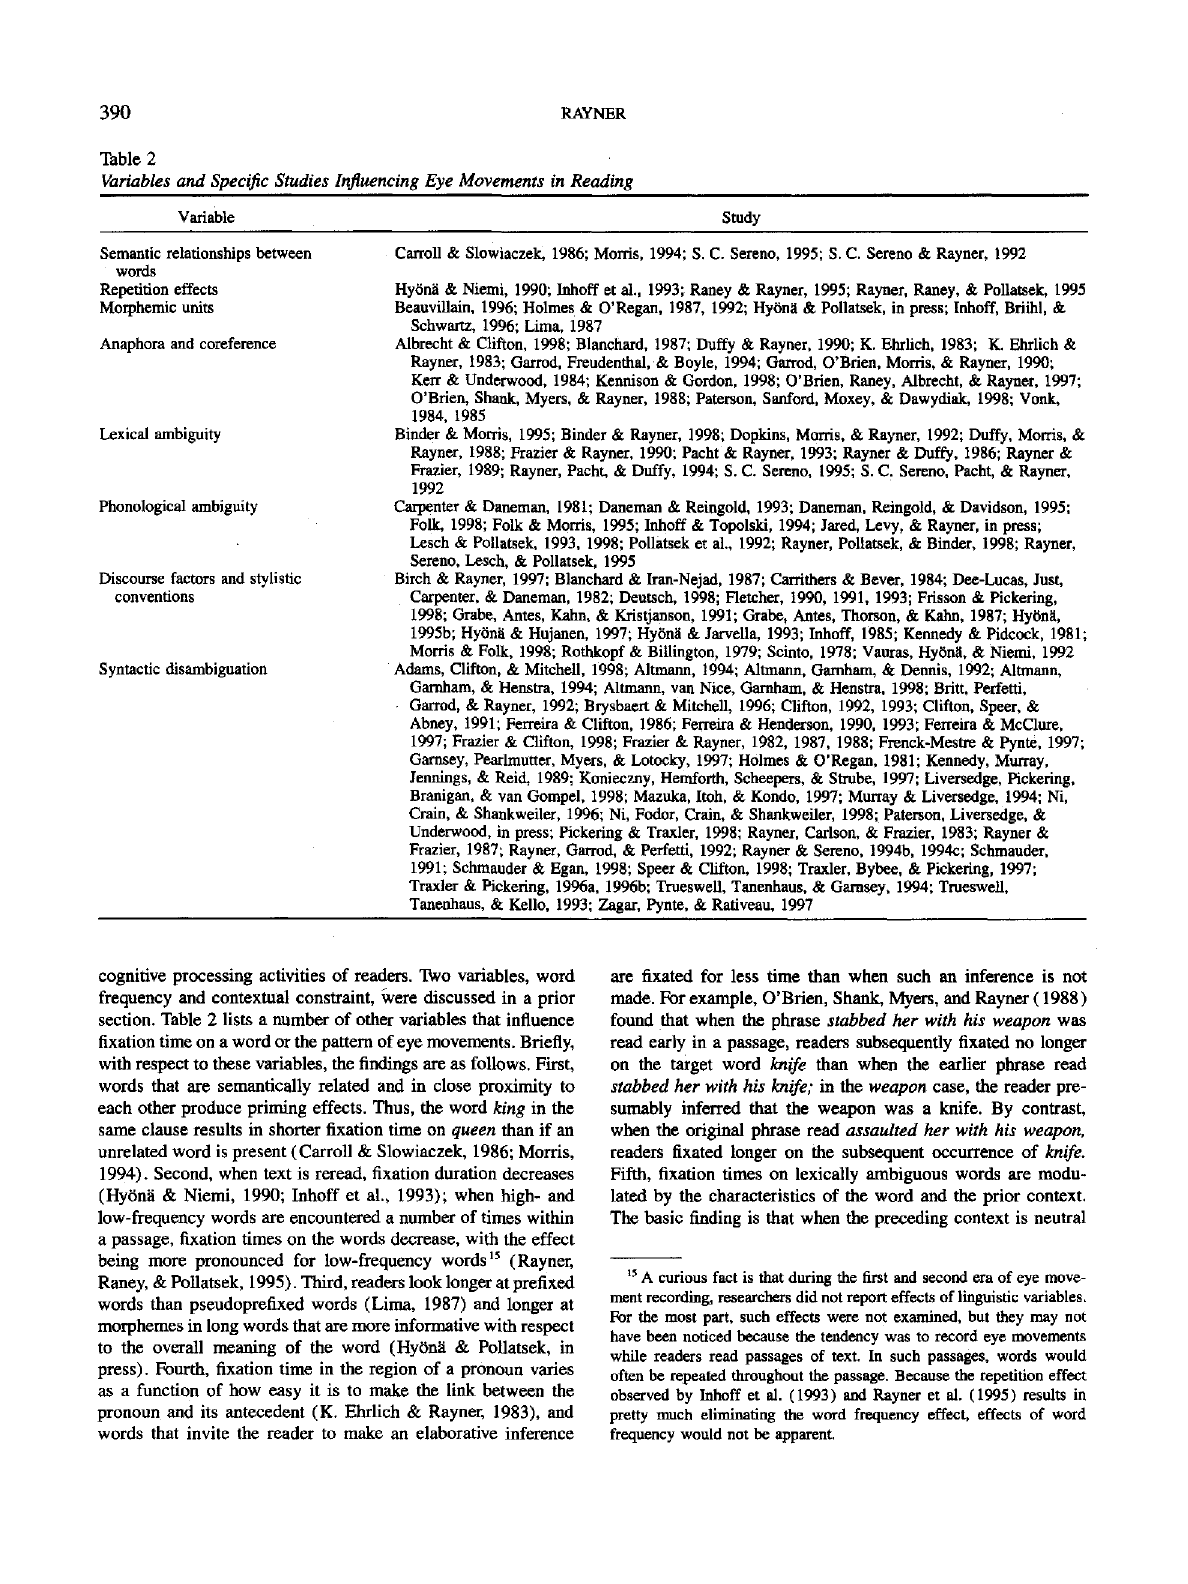 390
RAYNER
Table 2
Variables and Specific Studies Influencing Eye Movements in Reading
Variable
Study
Semantic relationships between
words
Carroll & Slowiaczek, 1986; Morris, 1994; S. C. Sereno, 1995; S. C. Sereno & Rayner, 1992
Repetition effects
Hyönä & Niemi, 1990; Inhoff et al., 1993; Raney & Rayner, 1995; Rayner, Raney, & Pollatsek, 1995
Morphemic units
Beauvillain, 1996; Holmes & O'Regan, 1987, 1992; Hyönä & Pollatsek, in press; Inhoff, Briihl, &
Schwartz, 1996; Lima, 1987
Anaphora and coreference
Albrecht & Clifton, 1998; Blanchard, 1987; Duffy & Rayner, 1990; K. Ehrlich, 1983; K. Ehrlich &
Rayner, 1983; Garrod, Freudenthal, & Boyle, 1994; Garrod, O'Brien, Morris, & Rayner, 1990;
Kerr & Underwood, 1984; Kennison & Gordon, 1998; O'Brien, Raney, Albrecht, & Rayner, 1997;
O'Brien, Shank, Myers, & Rayner, 1988; Paterson, Sanford, Moxey, & Dawydiak, 1998; Vonk,
1984, 1985
Lexical ambiguity
Binder & Morris, 1995; Binder & Rayner, 1998; Dopkins, Morris, & Rayner, 1992; Duffy, Morris, &
Rayner, 1988; Frazier & Rayner, 1990; Pacht & Rayner, 1993; Rayner & Duffy, 1986; Rayner &
Frazier, 1989; Rayner, Pacht, & Duffy, 1994; S. C. Sereno, 1995; S. C. Sereno, Pacht, & Rayner,
1992
Phonological ambiguity
Carpenter & Daneman, 1981; Daneman & Reingold, 1993; Daneman, Reingold, & Davidson, 1995;
Folk, 1998; Folk & Morris, 1995; Inhoff & Topolski, 1994; Jared, Levy, & Rayner, in press;
Lesch & Pollatsek, 1993, 1998; Pollatsek et al., 1992; Rayner, Pollatsek, & Binder, 1998; Rayner,
Sereno, Lesch, & Pollatsek, 1995
Discourse factors and stylistic
conventions
Birch & Rayner, 1997; Blanchard & Iran-Nejad, 1987; Carrithers & Bever, 1984; Dee-Lucas, Just,
Carpenter, & Daneman, 1982; Deutsch, 1998; Fletcher, 1990, 1991, 1993; Frisson & Pickering,
1998; Grabe, Antes, Kahn, & Kristjanson, 1991; Grabe, Antes, Thorson, & Kahn, 1987; Hyönä,
1995b; Hyönä & Hujanen, 1997; Hyönä & Jarvella, 1993; Inhoff, 1985; Kennedy & Pidcock, 1981;
Morris & Folk, 1998; Rothkopf & Billington, 1979; Scinto, 1978; Vauras, Hyönä, & Niemi, 1992
Syntactic disambiguation
Adams, Clifton, & Mitchell, 1998; Altmann, 1994; Altmann, Garnham, & Dennis, 1992; Altmann,
Garnham, & Henstra, 1994; Altmann, van Nice, Garnham, & Henstra, 1998; Britt, Perfetti,
Garrod, & Rayner, 1992; Brysbaert & Mitchell, 1996; Clifton, 1992, 1993; Clifton, Speer, &
Abney, 1991; Ferreira & Clifton, 1986; Ferreira & Henderson, 1990, 1993; Ferreira & McClure,
1997; Frazier & Clifton, 1998; Frazier & Rayner, 1982, 1987, 1988; Frenck-Mestre & Pynte, 1997;
Garnsey, Pearlmutter, Myers, & Lotocky, 1997; Holmes & O'Regan, 1981; Kennedy, Murray,
Jennings, & Reid, 1989; Konieczny, Hemforth, Scheepers, & Strube, 1997; Liversedge, Pickering,
Branigan, & van Gompel, 1998; Mazuka, Itoh, & Kondo, 1997; Murray & Liversedge, 1994; Ni,
Crain, & Shankweiler, 1996; Ni, Fodor, Crain, & Shankweiler, 1998; Paterson, Liversedge, &
Underwood, in press; Pickering & Traxler, 1998; Rayner, Carlson, & Frazier, 1983; Rayner &
Frazier, 1987; Rayner, Garrod, & Perfetti, 1992; Rayner & Sereno, 1994b, 1994c; Schmauder,
1991; Schmauder & Egan, 1998; Speer & Clifton, 1998; Traxler, Bybee, & Pickering, 1997;
Traxler & Pickering, 1996a, 1996b; Trueswell, Tanenhaus, & Garnsey, 1994; Trueswell,
Tanenhaus, & Kello, 1993; Zagar, Pynte, & Rativeau, 1997
cognitive processing activities of readers. Two variables, word
frequency and contextual constraint, were discussed in a prior
section. Table 2 lists a number of other variables that influence
fixation time on a word or the pattern of eye movements. Briefly,
with respect to these variables, the findings are as follows. First,
words that are semantically related and in close proximity to
each other produce priming effects. Thus, the word king in the
same clause results in shorter fixation time on queen than if an
unrelated word is present (Carroll & Slowiaczek, 1986; Morris,
1994). Second, when text is reread, fixation duration decreases
(Hyönä & Niemi, 1990; Inhoff et al., 1993); when high- and
low-frequency words are encountered a number of times within
a passage, fixation times on the words decrease, with the effect
being more pronounced for low-frequency words15 (Rayner,
Raney, & Pollatsek, 1995). Third, readers look longer at prefixed
words than pseudoprefixed words (Lima, 1987) and longer at
morphemes in long words that are more informative with respect
to the overall meaning of the word (Hyönä & Pollatsek, in
press). Fourth, fixation time in the region of a pronoun varies
as a function of how easy it is to make the link between the
pronoun and its antecedent (K. Ehrlich & Rayner, 1983), and
words that invite the reader to make an elaborative inference
are fixated for less time than when such an inference is not
made. For example, O'Brien, Shank, Myers, and Rayner (1988)
found that when the phrase stabbed her with his weapon was
read early in a passage, readers subsequently fixated no longer
on the target word knife than when the earlier phrase read
stabbed her with his knife; in the weapon case, the reader pre-
sumably inferred that the weapon was a knife. By contrast,
when the original phrase read assaulted her with his weapon,
readers fixated longer on the subsequent occurrence of knife.
Fifth, fixation times on lexically ambiguous words are modu-
lated by the characteristics of the word and the prior context.
The basic finding is that when the preceding context is neutral
15 A curious fact is that during the first and second era of eye move-
ment recording, researchers did not report effects of linguistic variables.
For the most part, such effects were not examined, but they may not
have been noticed because the tendency was to record eye movements
while readers read passages of text. In such passages, words would
often be repeated throughout the passage. Because the repetition effect
observed by Inhoff et al. (1993) and Rayner et al. (1995) results in
pretty much eliminating the word frequency effect, effects of word
frequency would not be apparent.